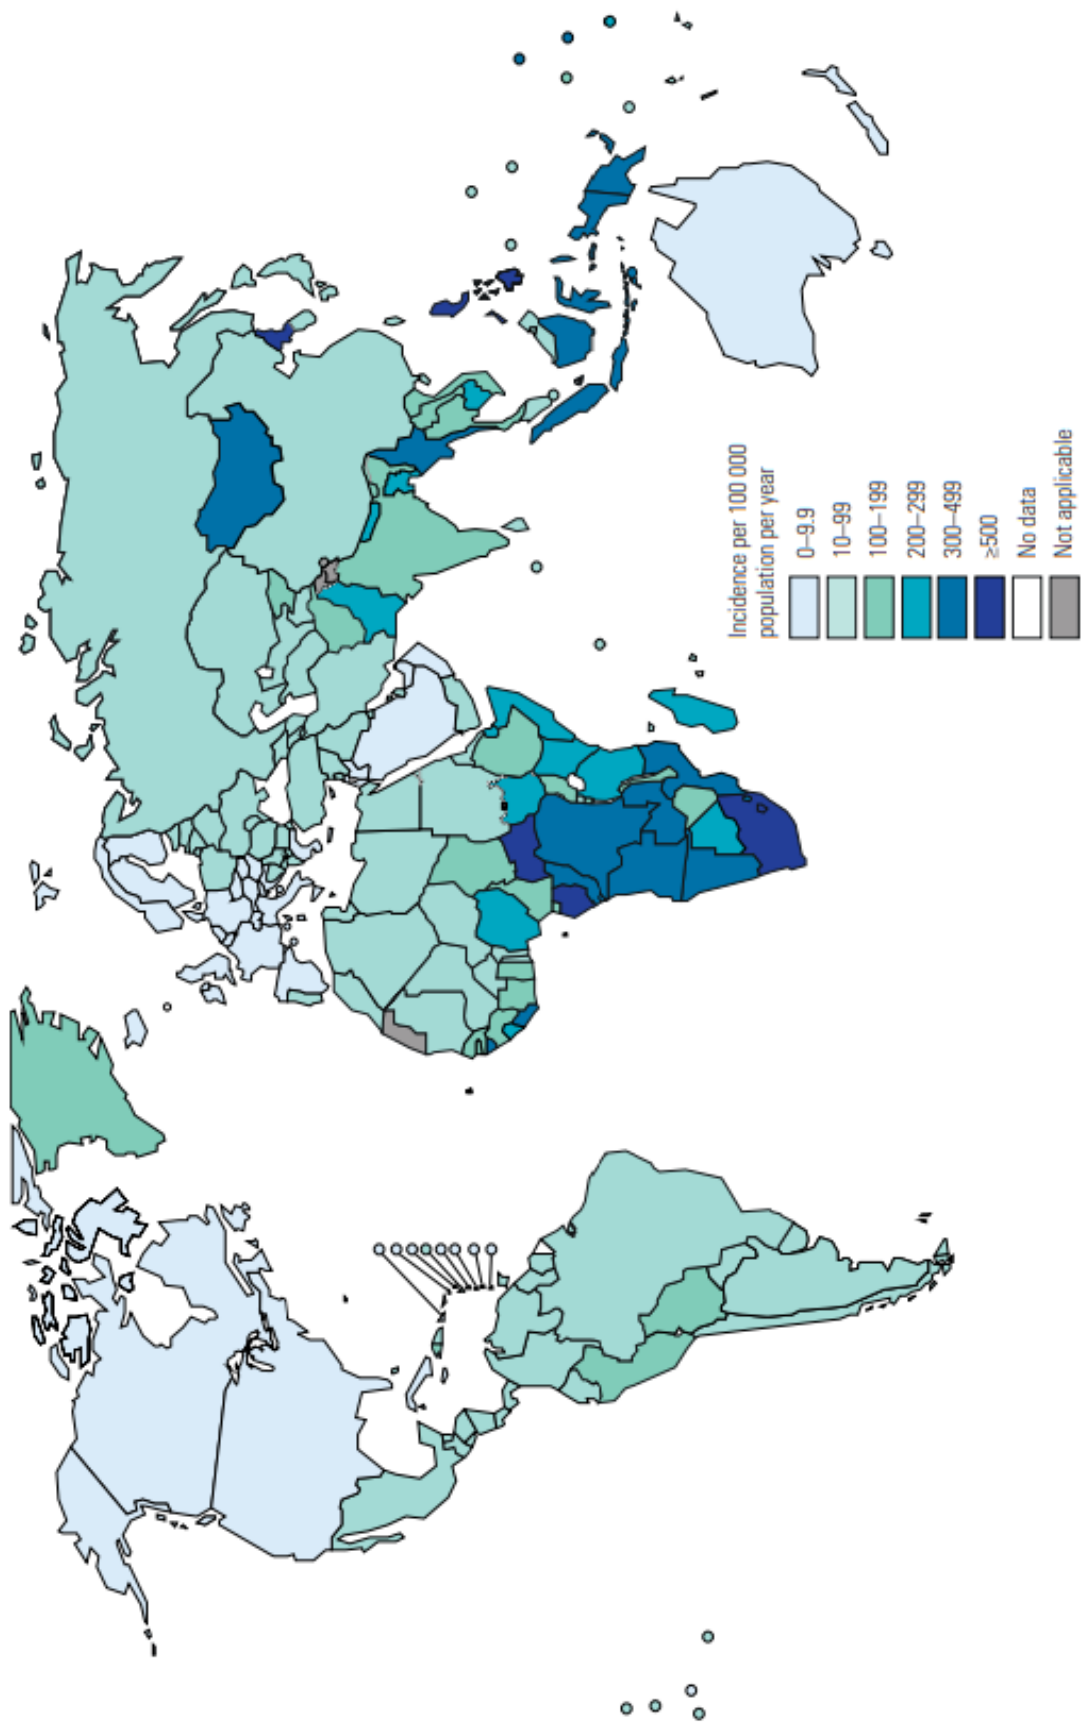 Incidence per 100 000
population per year
0–9.9
10–99
100–199
200–299
300–499
≥500
No data
Not applicable